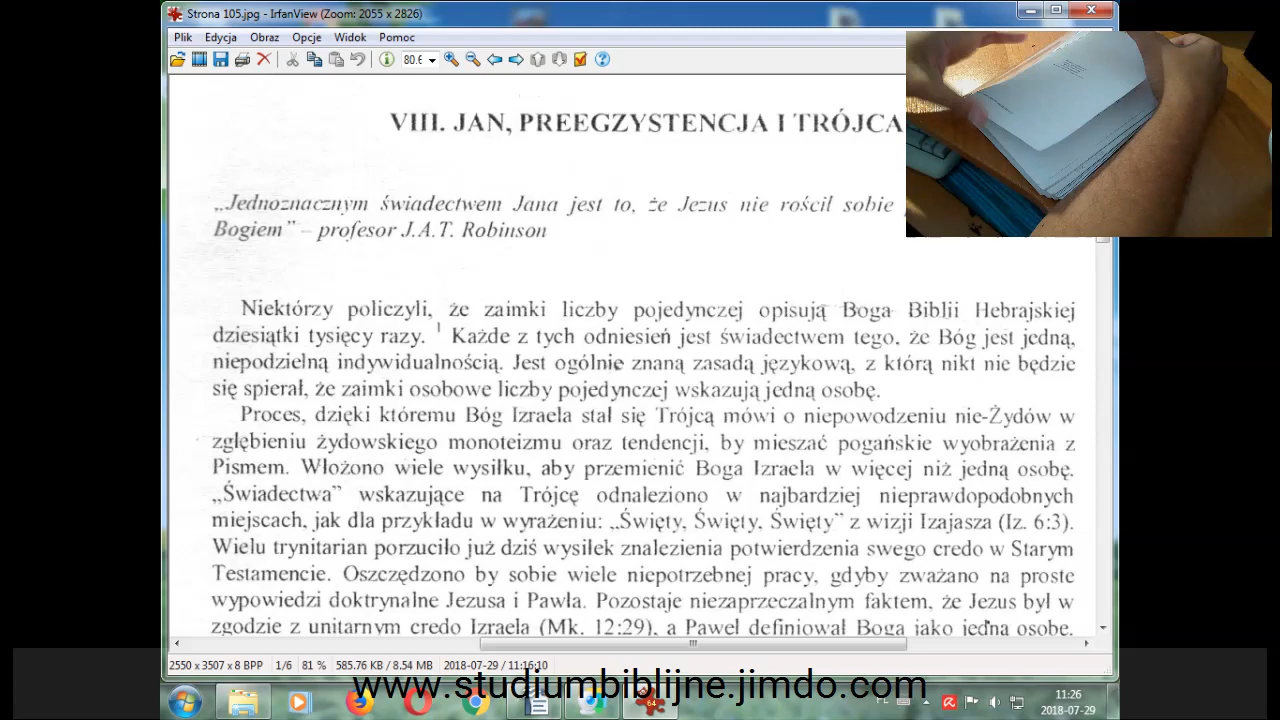 Strona 105.jpg - IrfanView (Zoom: 2055 x 2826)
Plik Edycja Obraz Opcje Widok Pomoc
80.6
VIII. JAN, PREEGZYSTENCJA I TRÓJCA
„Jednoznacznym świadectwem Jana jest to, że Jezus nie rościł sobie
Bogiem” – profesor J.A.T. Robinson
Niektórzy policzyli, że zaimki liczby pojedynczej opisują Boga Biblii Hebrajskiej
dziesiątki tysięcy razy. 1 Każde z tych odniesień jest świadectwem tego, że Bóg jest jedną,
niepodzielną indywidualnością. Jest ogólnie znaną zasadą językową, z którą nikt nie będzie
się spierał, że zaimki osobowe liczby pojedynczej wskazują jedną osobę.
Proces, dzięki któremu Bóg Izraela stał się Trójcą mówi o niepowodzeniu nie-Żydów w
zgłębieniu żydowskiego monoteizmu oraz tendencji, by mieszać pogańskie wyobrażenia z
Pismem. Włożono wiele wysiłku, aby przemienić Boga Izraela w więcej niż jedną osobę.
„Świadectwa” wskazujące na Trójcę odnaleziono w najbardziej nieprawdopodobnych
miejscach, jak dla przykładu w wyrażeniu: „Święty, Święty, Święty” z wizji Izajasza (Iz. 6:3).
Wielu trynitarian porzuciło już dziś wysiłek znalezienia potwierdzenia swego credo w Starym
Testamencie. Oszczędzono by sobie wiele niepotrzebnej pracy, gdyby zważano na proste
wypowiedzi doktrynalne Jezusa i Pawła. Pozostaje niezaprzeczalnym faktem, że Jezus był w
zgodzie z unitarnym credo Izraela (Mk. 12:29), a Paweł definiował Boga jako jedną osobę.
2550 x 3507 x 8 BPP 1/6 81 % 585.76 KB / 8.54 MB 2018-07-29 / 11:16:10
www.studiumbiblijne.jimdo.com
64
PL
11:26
2018-07-29